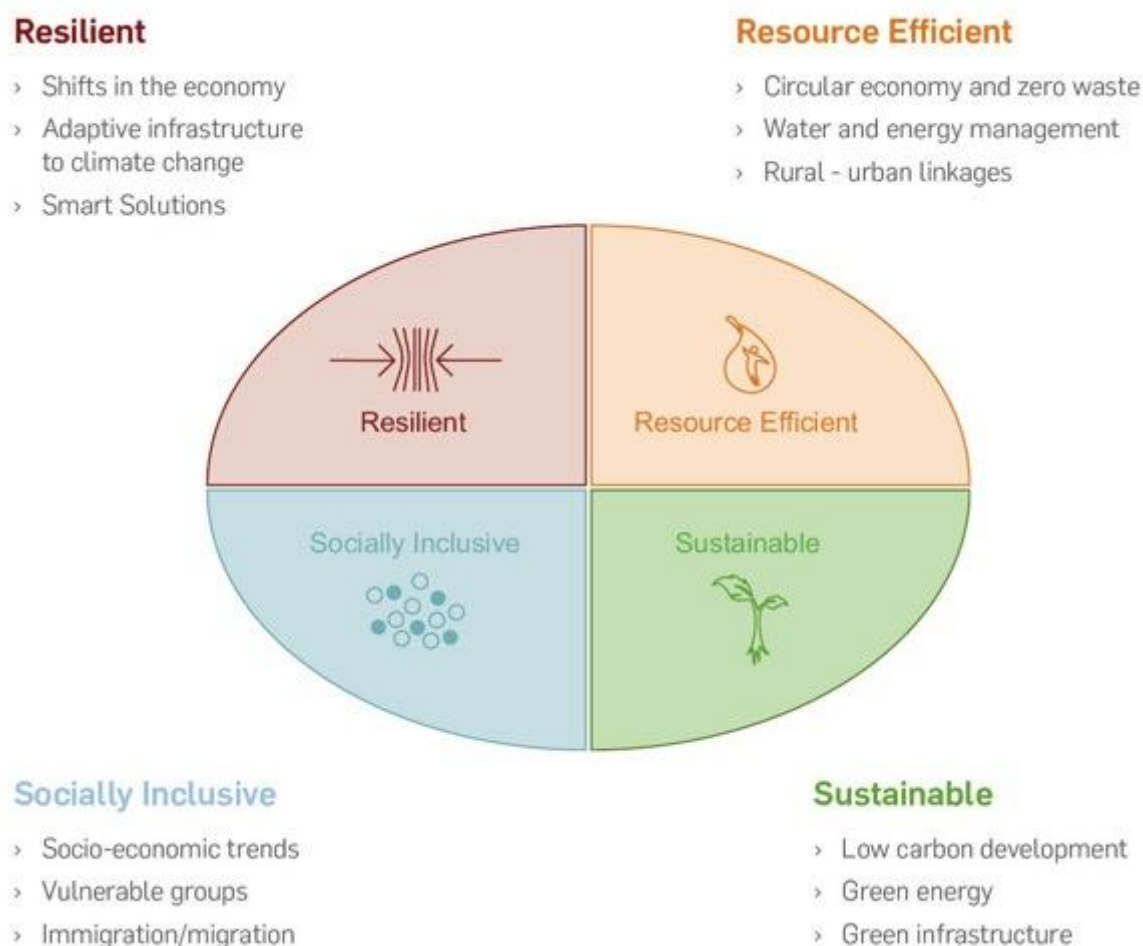 Resilient
› Shifts in the economy
› Adaptive infrastructure
to climate change
› Smart Solutions
Resource Efficient
› Circular economy and zero waste
› Water and energy management
› Rural - urban linkages
Resilient
Resource Efficient
Socially Inclusive
Sustainable
Socially Inclusive
› Socio-economic trends
› Vulnerable groups
› Immigration/migration
Sustainable
› Low carbon development
› Green energy
› Green infrastructure